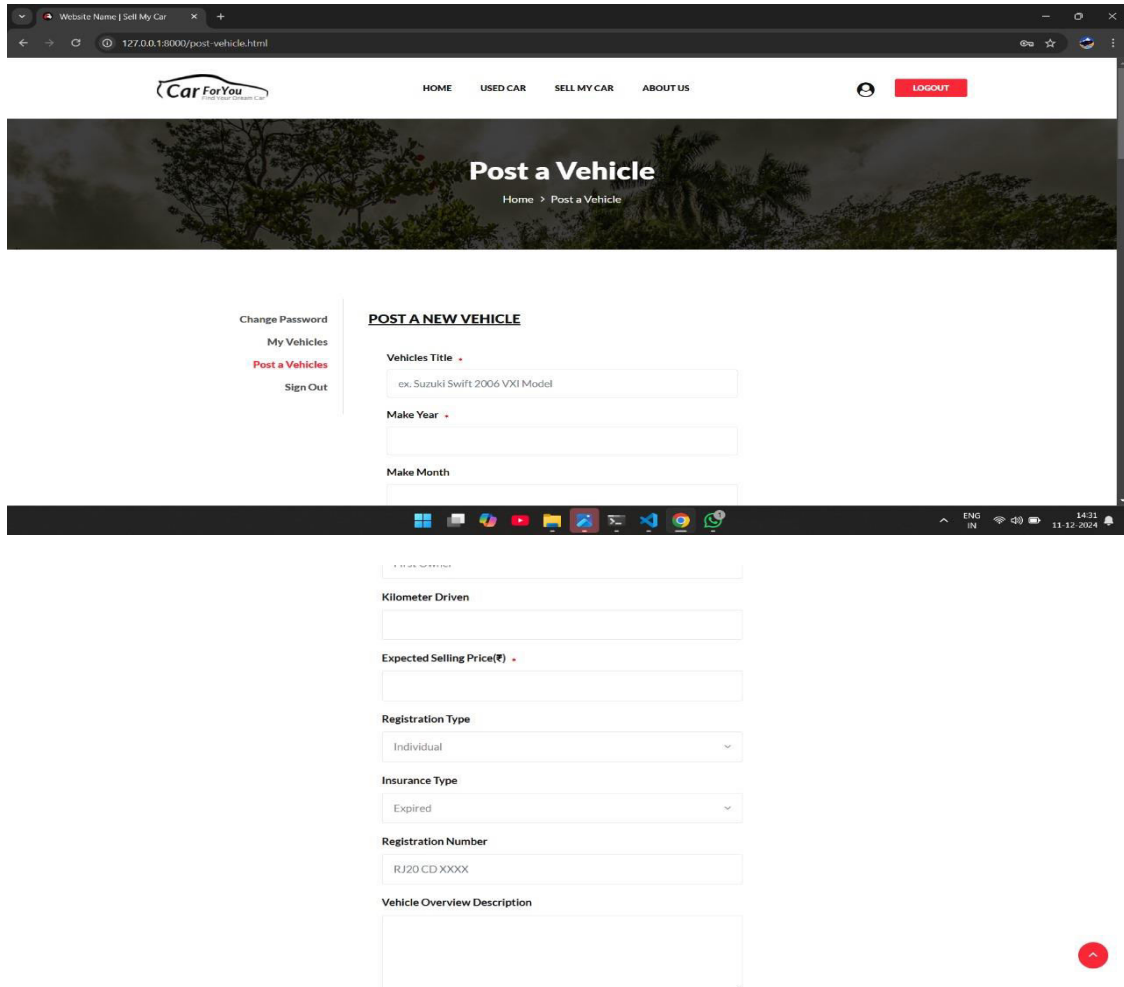 Website Name | Sell My Car
127.0.0.1:8000/post-vehicle.html
Car ForYou
Find Your Dream Car
HOME USED CAR SELL MY CAR ABOUT US
LOGOUT
Post a Vehicle
Home > Post a Vehicle
Change Password
My Vehicles
Post a Vehicles
Sign Out
POST A NEW VEHICLE
Vehicles Title *
ex. Suzuki Swift 2006 VXI Model
Make Year *
Make Month
1
ENG
IN
14:31
11-12-2024
First Owner
Kilometer Driven
Expected Selling Price(₹) *
Registration Type
Individual
Insurance Type
Expired
Registration Number
RJ20 CD XXXX
Vehicle Overview Description